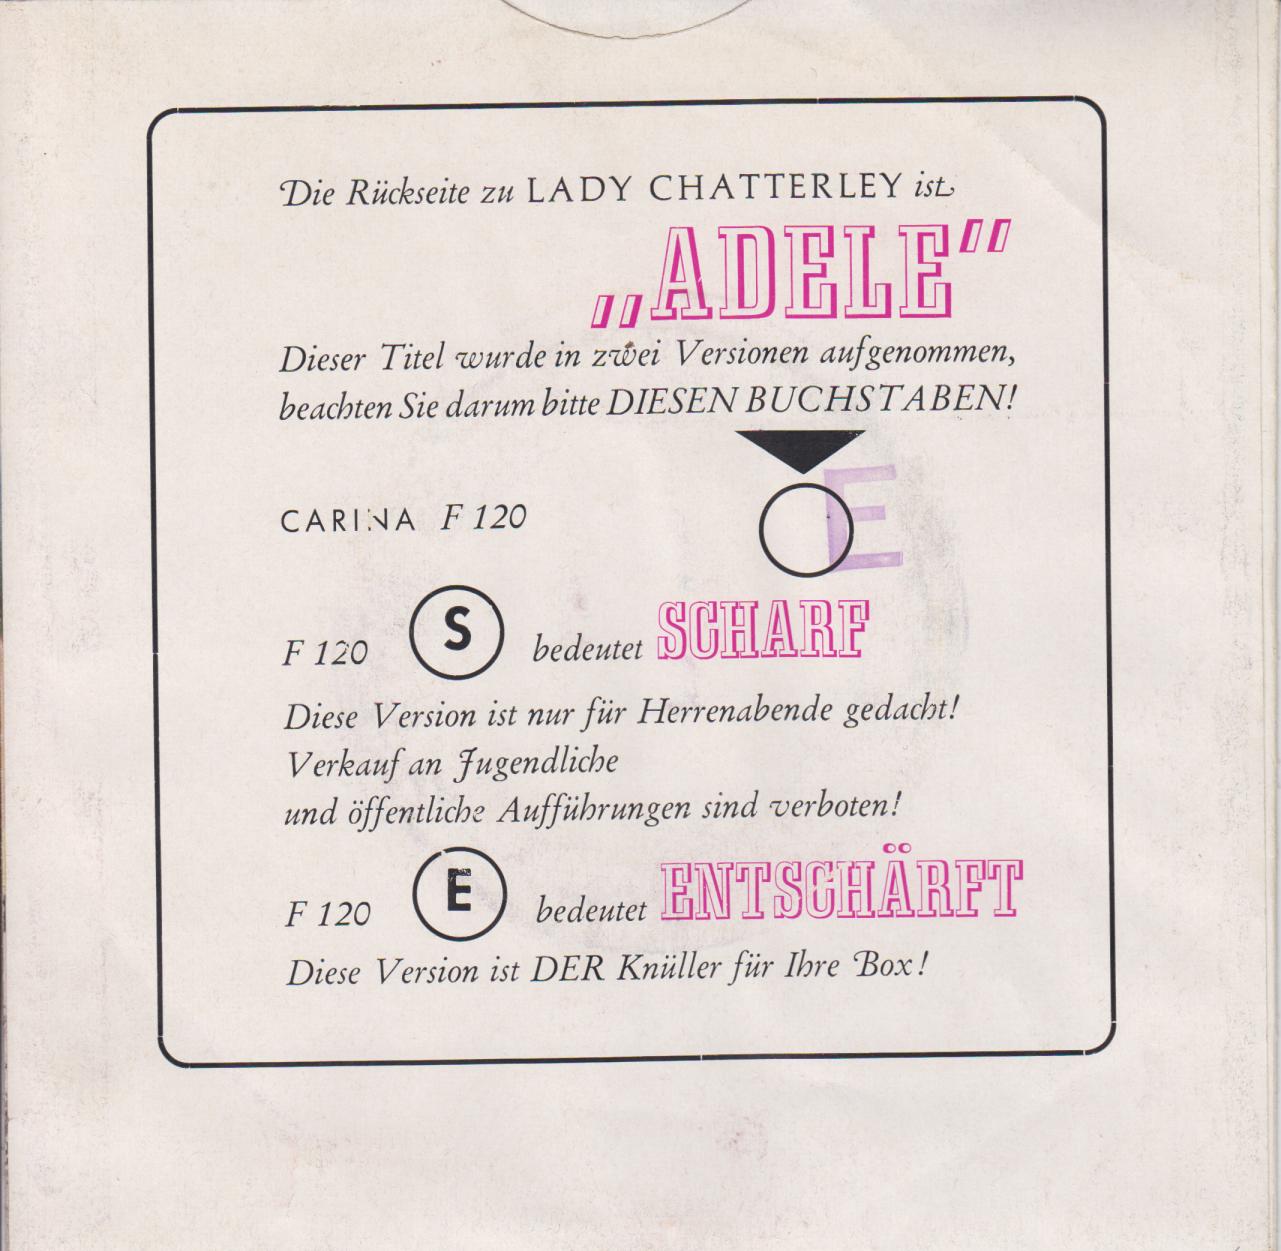 Die Rückseite zu LADY CHATTERLEY ist
„ADELE“
Dieser Titel wurde in zwei Versionen aufgenommen,
beachten Sie darum bitte DIESEN BUCHSTABEN!
CARINA F 120
E
F 120 S bedeutet SCHARF
Diese Version ist nur für Herrenabende gedacht!
Verkauf an Jugendliche
und öffentliche Aufführungen sind verboten!
F 120 E bedeutet ENTSCHÄRFT
Diese Version ist DER Knüller für Ihre Box!